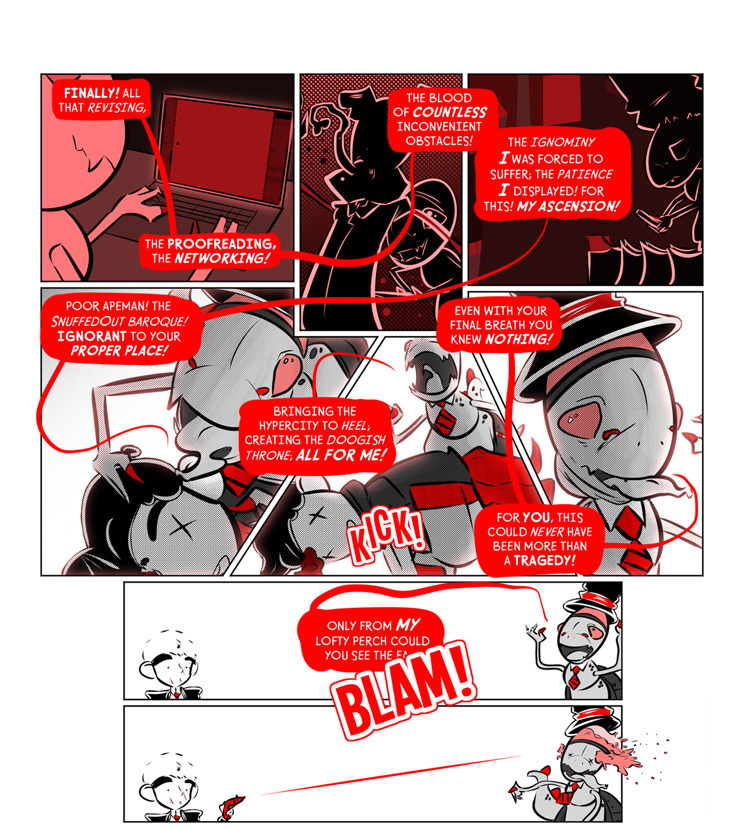 FINALLY! ALL
THAT REVISING,
THE PROOFREADING,
THE NETWORKING!
THE BLOOD
OF COUNTLESS
INCONVENIENT
OBSTACLES!
THE IGNOMINY
I WAS FORCED TO
SUFFER; THE PATIENCE
I DISPLAYED! FOR
THIS! MY ASCENSION!
POOR APEMAN! THE
SNUFFEDOUT BAROQUE!
IGNORANT TO YOUR
PROPER PLACE!
BRINGING THE
HYPERCITY TO HEEL;
CREATING THE DOOGISH
THRONE; ALL FOR ME!
KICK!
EVEN WITH YOUR
FINAL BREATH YOU
KNEW NOTHING!
FOR YOU, THIS
COULD NEVER HAVE
BEEN MORE THAN
A TRAGEDY!
ONLY FROM MY
LOFTY PERCH COULD
YOU SEE THE FA
BLAM!